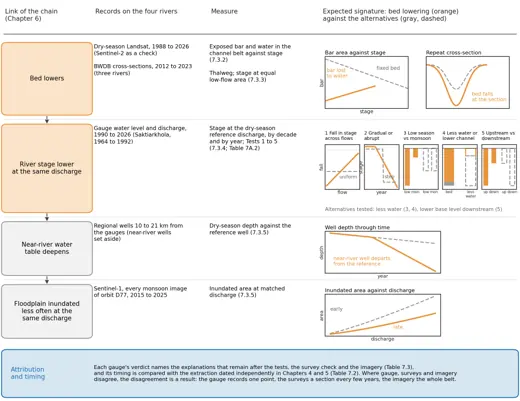 Link of the chain
(Chapter 6)
Records on the four rivers
Measure
Expected signature: bed lowering (orange)
against the alternatives (gray, dashed)
Bed lowers
Dry-season Landsat, 1988 to 2026
(Sentinel-2 as a check)
BWDB cross-sections, 2012 to 2023
(three rivers)
Exposed bar and water in the
channel belt against stage
(7.3.2)
Thalweg; stage at equal
low-flow area (7.3.3)
Bar area against stage
bar lost
to water
fixed bed
bar
stage
Repeat cross-section
bed falls
at the section
River stage lower
at the same discharge
Gauge water level and discharge,
1990 to 2026 (Saktiarkhola,
1964 to 1992)
Stage at the dry-season
reference discharge, by decade
and by year; Tests 1 to 5
(7.3.4; Table 7A.2)
1 Fall in stage
across flows
uniform
fall
flow
2 Gradual or
abrupt
step
stage
year
3 Low season
vs monsoon
low mon
low mon
4 Less water or
lower channel
bed
less
water
5 Upstream vs
downstream
up down
up down
Alternatives tested: less water (3, 4), lower base level downstream (5)
Near-river water
table deepens
Regional wells 10 to 21 km from
the gauges (near-river wells
set aside)
Dry-season depth against the
reference well (7.3.5)
Well depth through time
near-river well departs
from the reference
depth
year
Floodplain inundated
less often at the
same discharge
Sentinel-1, every monsoon image
of orbit D77, 2015 to 2025
Inundated area at matched
discharge (7.3.5)
Inundated area against discharge
early
late
area
discharge
Attribution
and timing
Each gauge's verdict names the explanations that remain after the tests, the survey check and the imagery (Table 7.3).
and its timing is compared with the extraction dated independently in Chapters 4 and 5 (Table 7.2). Where gauge, surveys and imagery
disagree, the disagreement is a result: the gauge records one point, the surveys a section every few years, the imagery the whole belt.